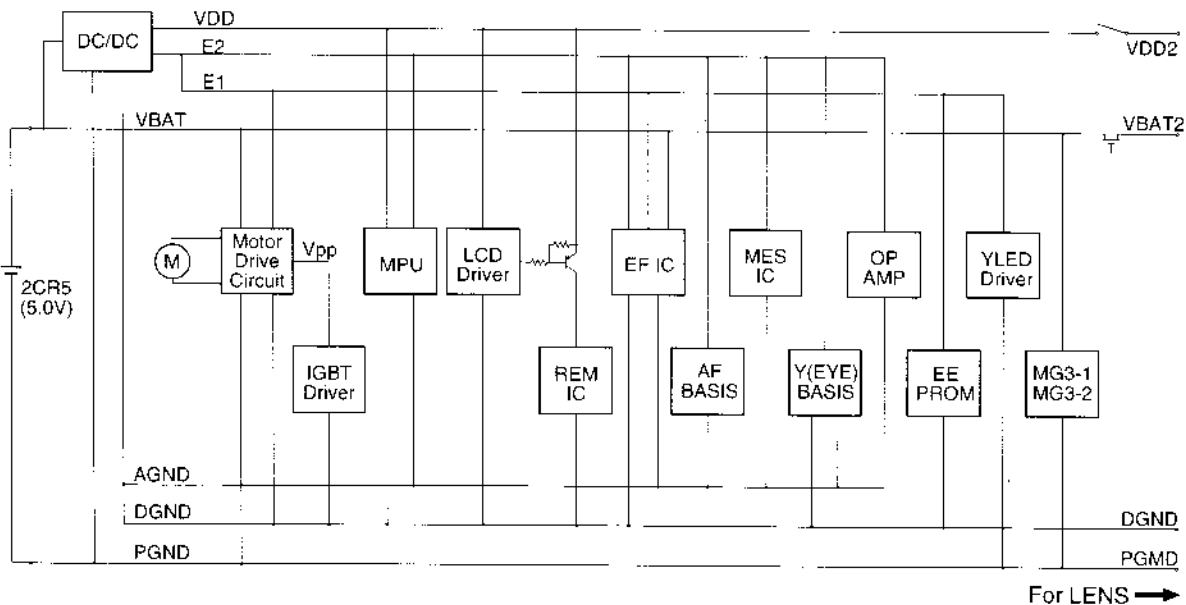 VDD
DC/DC
E2
VDD2
E1
VBAT
VBAT2
Motor
Drive
Circuit
M
Vpp
MPU
LCD
Driver
EF IC
MES
IC
OP
AMP
YLED
Driver
2CR5
(5.0V)
IGBT
Driver
REM
IC
AF
BASIS
Y(EYE)
BASIS
EE
PROM
MG3-1
MG3-2
T
AGND
DGND
DGND
PGND
PGMD
For LENS